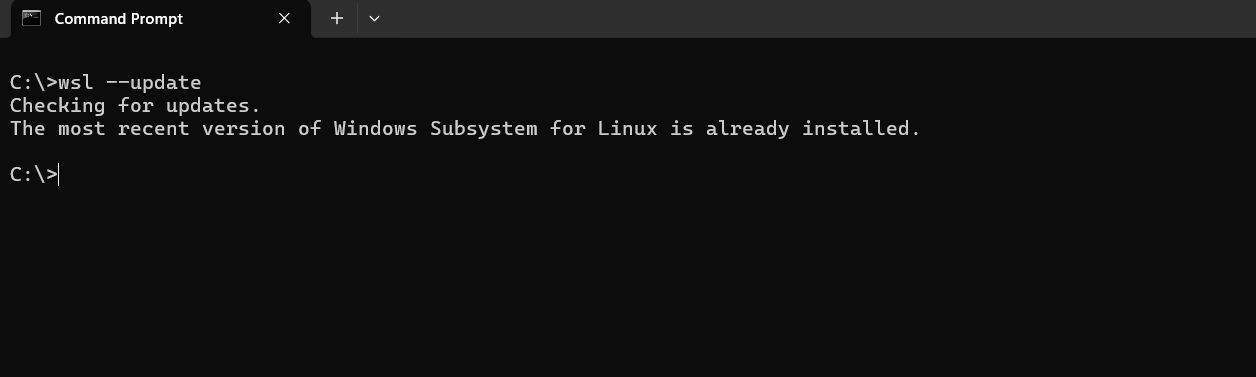 Command Prompt
C:\>wsl --update
Checking for updates.
The most recent version of Windows Subsystem for Linux is already installed.
C:\>